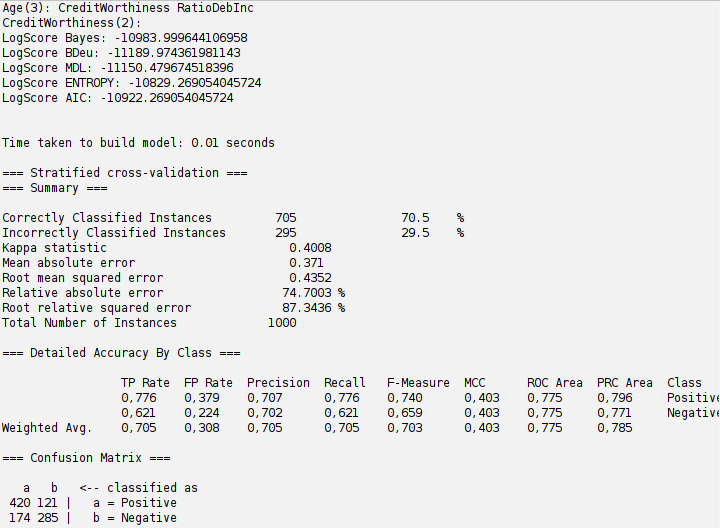 Age(3): CreditWorthiness RatioDebInc
CreditWorthiness(2):
LogScore Bayes: -10983.999644106958
LogScore BDeu: -11189.974361981143
LogScore MDL: -11150.479674518396
LogScore ENTROPY: -10829.269054045724
LogScore AIC: -10922.269054045724
Time taken to build model: 0.01 seconds
=== Stratified cross-validation ===
=== Summary ===
Correctly Classified Instances 705 70.5 %
Incorrectly Classified Instances 295 29.5 %
Kappa statistic 0.4008
Mean absolute error 0.371
Root mean squared error 0.4352
Relative absolute error 74.7003 %
Root relative squared error 87.3436 %
Total Number of Instances 1000
=== Detailed Accuracy By Class ===
TP Rate FP Rate Precision Recall F-Measure MCC ROC Area PRC Area Class
0,776 0,379 0,707 0,776 0,740 0,403 0,775 0,796 Positive
0,621 0,224 0,702 0,621 0,659 0,403 0,775 0,771 Negative
Weighted Avg. 0,705 0,308 0,705 0,705 0,703 0,403 0,775 0,785
=== Confusion Matrix ===
a b <-- classified as
420 121 | a = Positive
174 285 | b = Negative